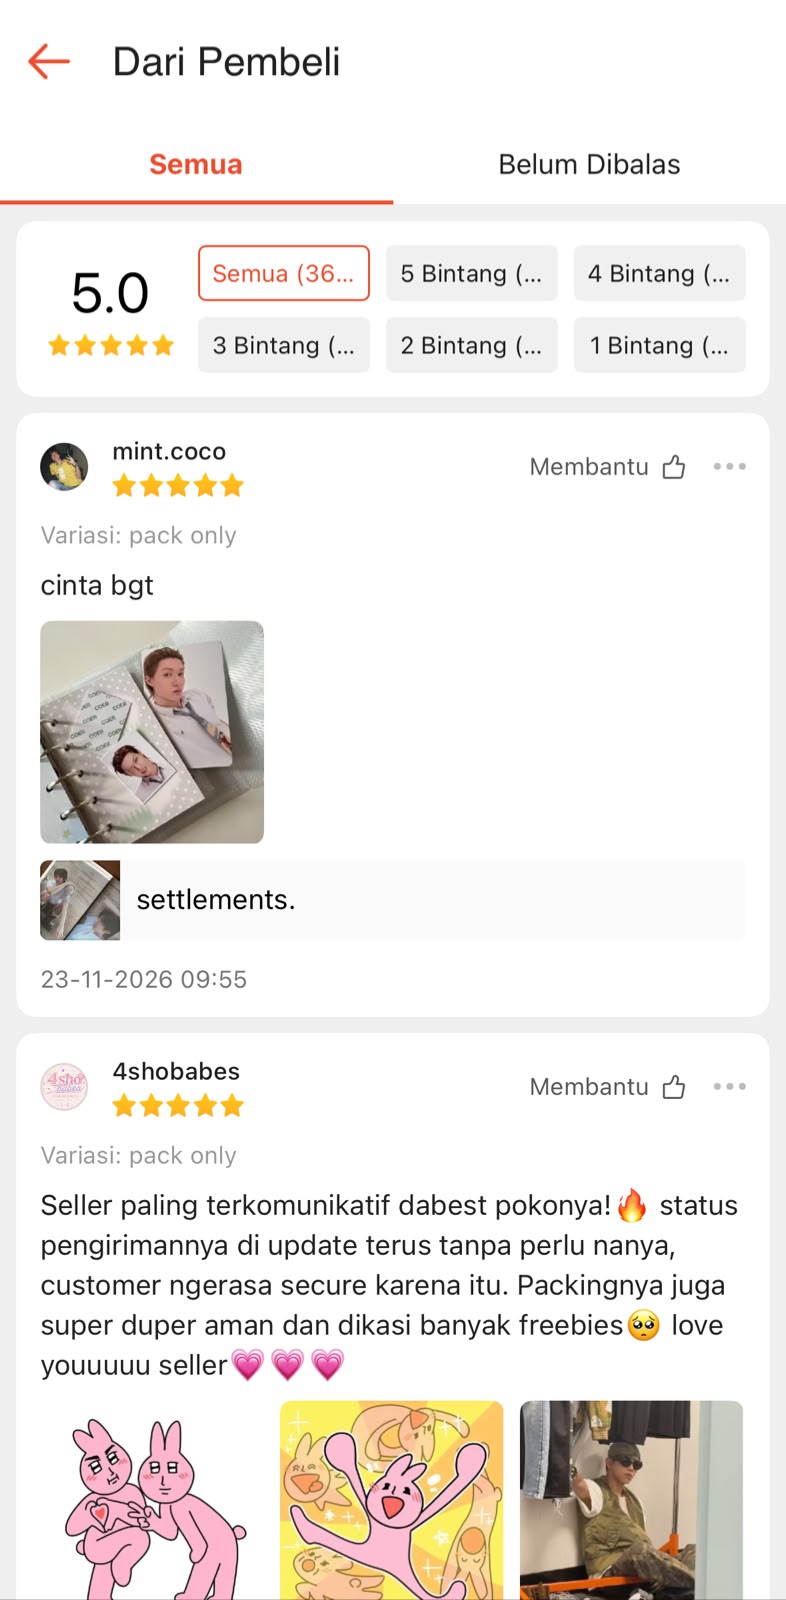 Dari Pembeli
Semua
Belum Dibalas
5.0
Semua (36...
5 Bintang (...
4 Bintang (...
3 Bintang (...
2 Bintang (...
1 Bintang (...
mint.coco
Membantu
Variasi: pack only
cinta bgt
settlements.
23-11-2026 09:55
4shobabes
Membantu
Variasi: pack only
Seller paling terkomunikatif dabest pokonya!🔥 status
pengirimannya di update terus tanpa perlu nanya,
customer ngerasa secure karena itu. Packingnya juga
super duper aman dan dikasi banyak freebies🥺 love
youuuuu seller💗💗💗